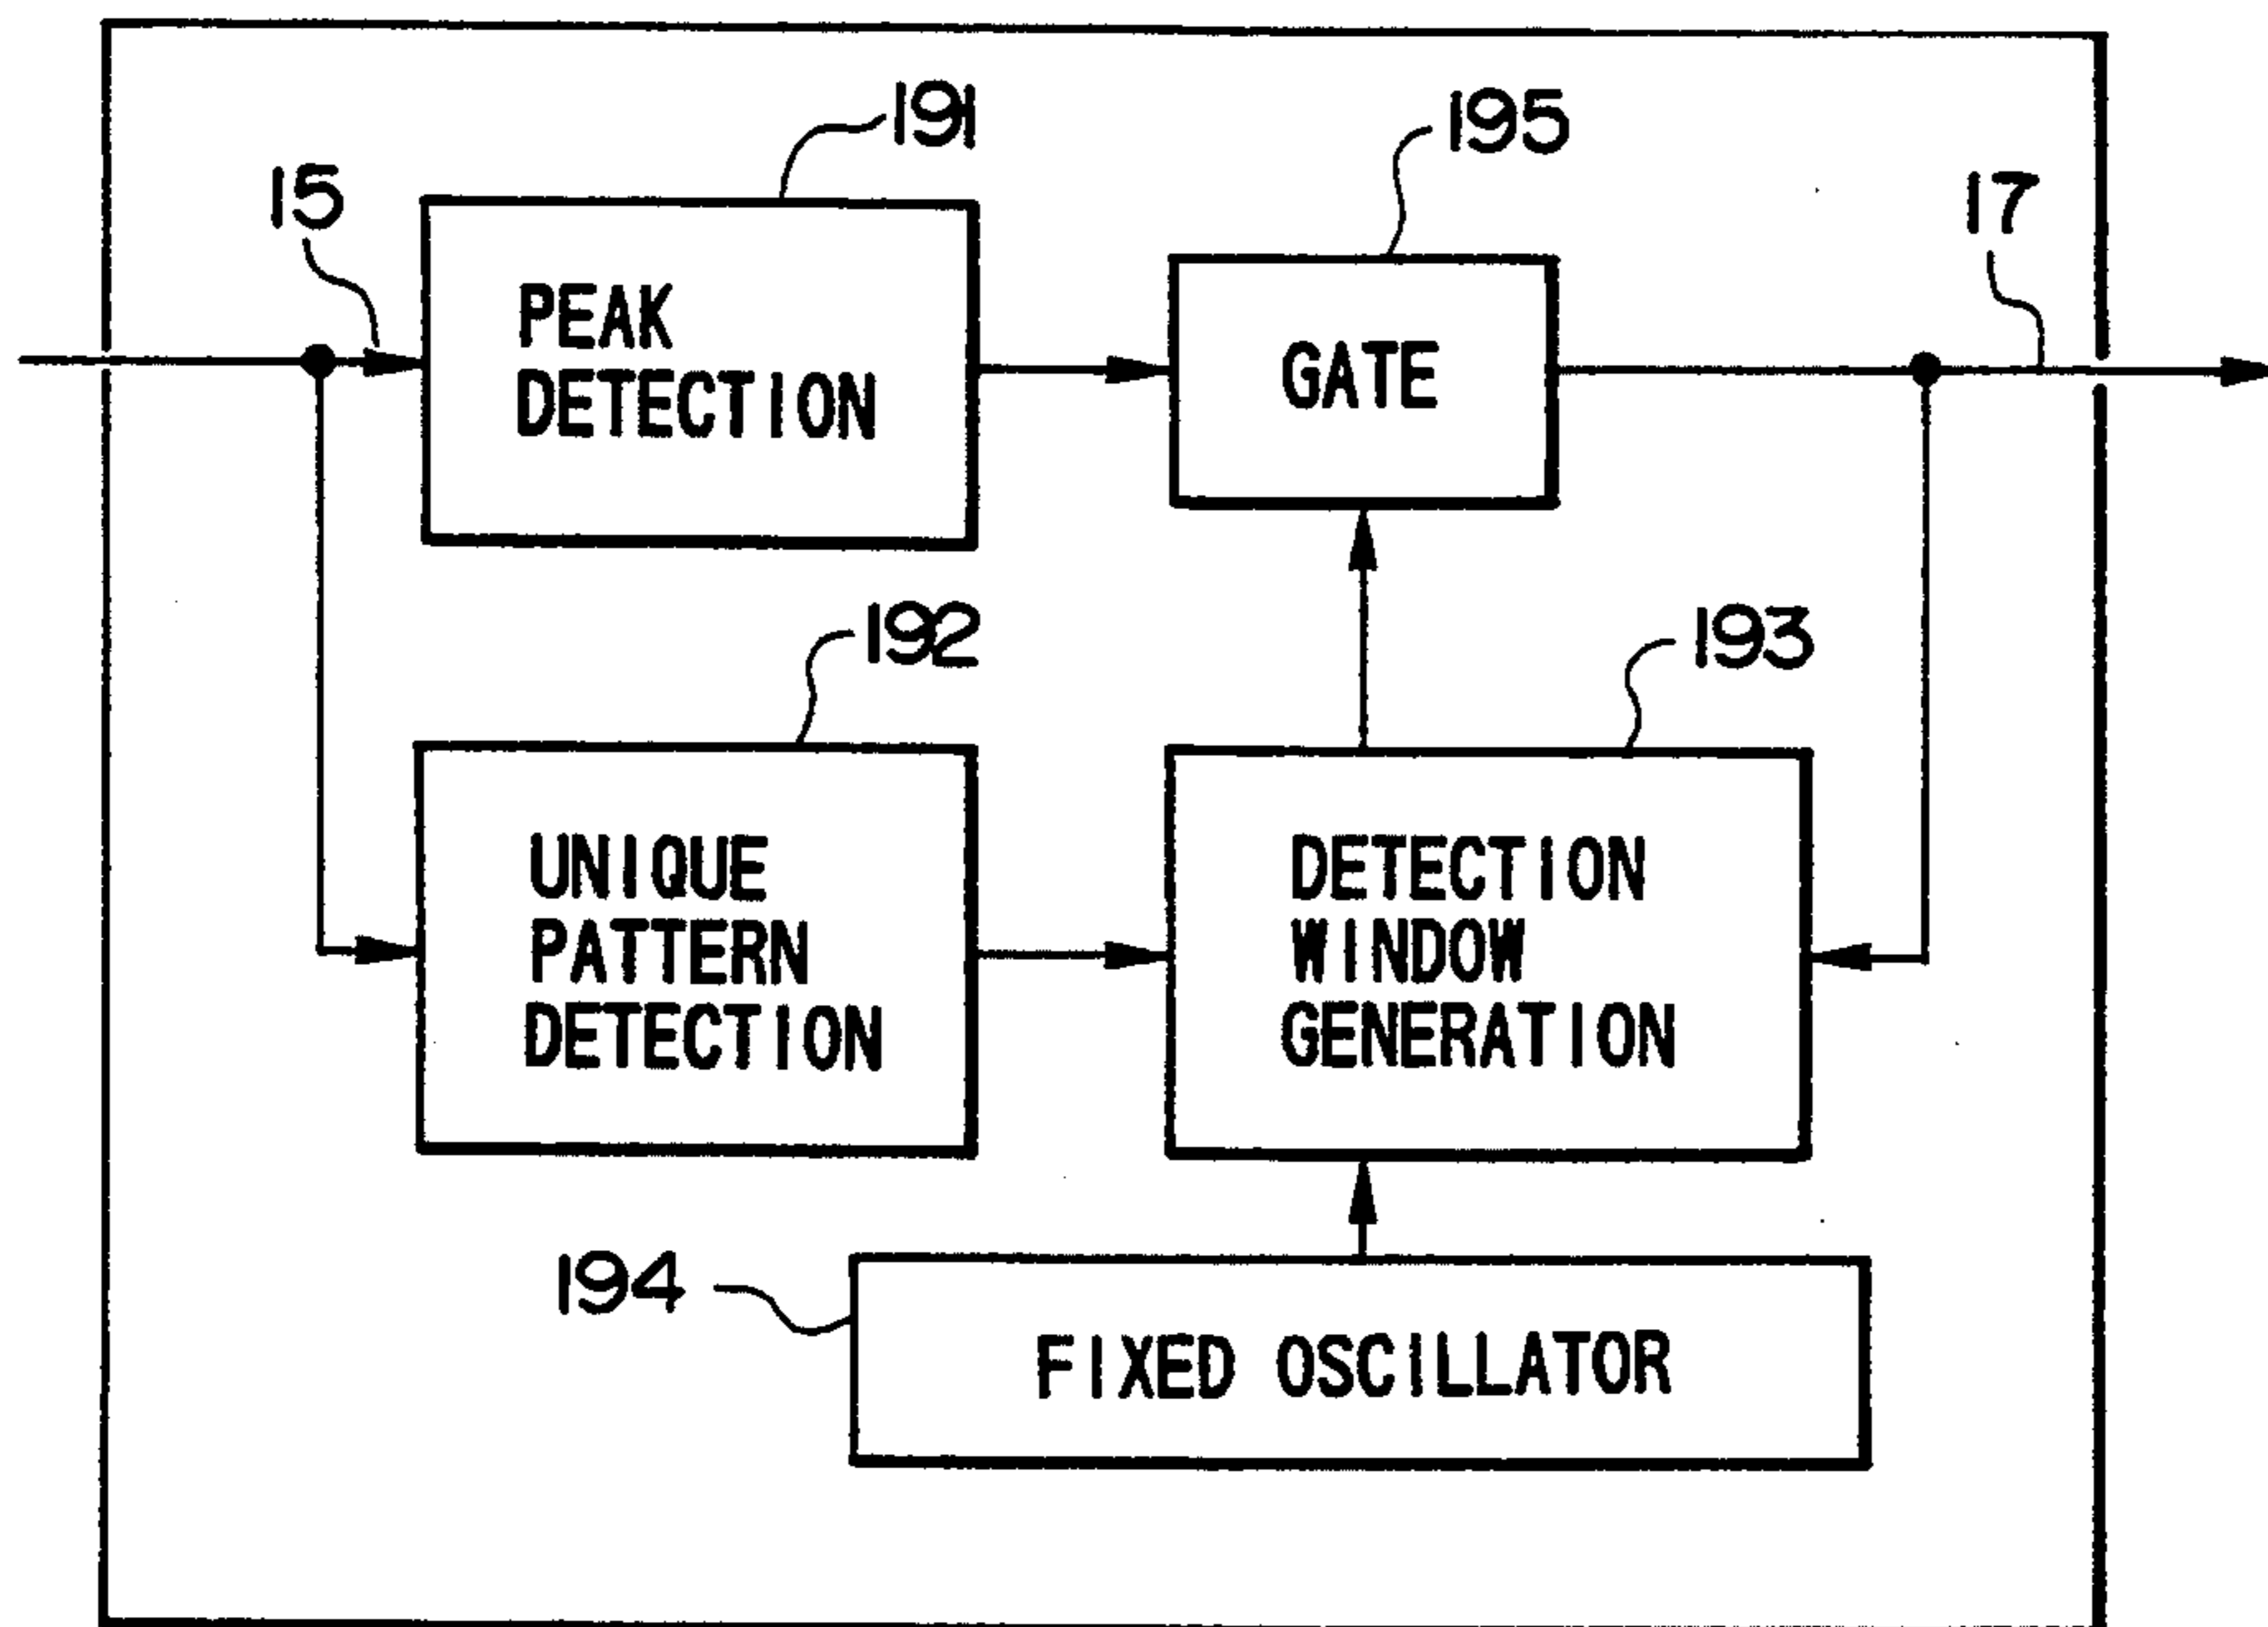 191
195
15
17
PEAK
DETECTION
GATE
192
193
UNIQUE
PATTERN
DETECTION
DETECTION
WINDOW
GENERATION
194
FIXED OSCILLATOR